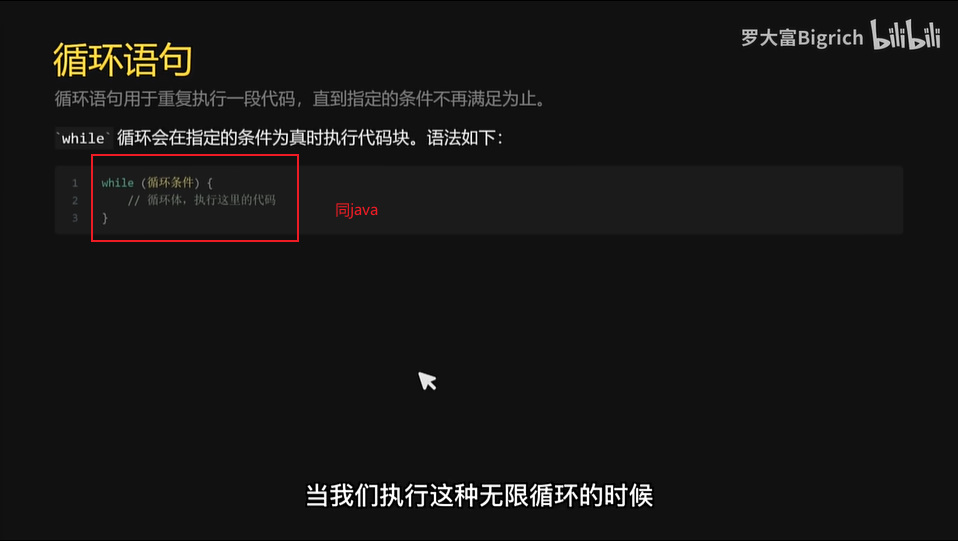 罗大富Bigrich bilibili
循环语句
循环语句用于重复执行一段代码，直到指定的条件不再满足为止。
`while` 循环会在指定的条件为真时执行代码块。语法如下：
1 while (循环条件) {
2 // 循环体，执行这里的代码
3 }
同java
当我们执行这种无限循环的时候